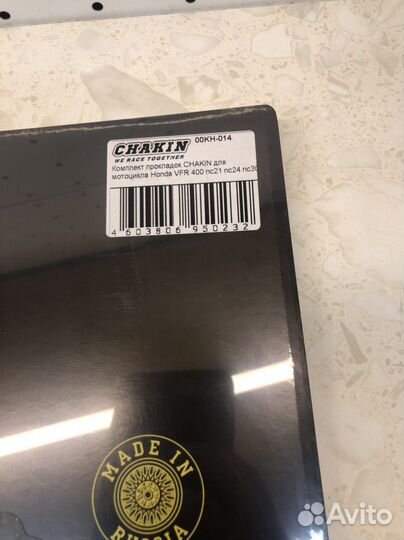 CHAKIN
00KH-014
WE RACE TOGETHER
Комплект прокладок CHAKIN для
мотоцикла Honda VFR 400 nc21 nc24 nc30
4 603806 950232
MADE IN
RUSSIA
Avito